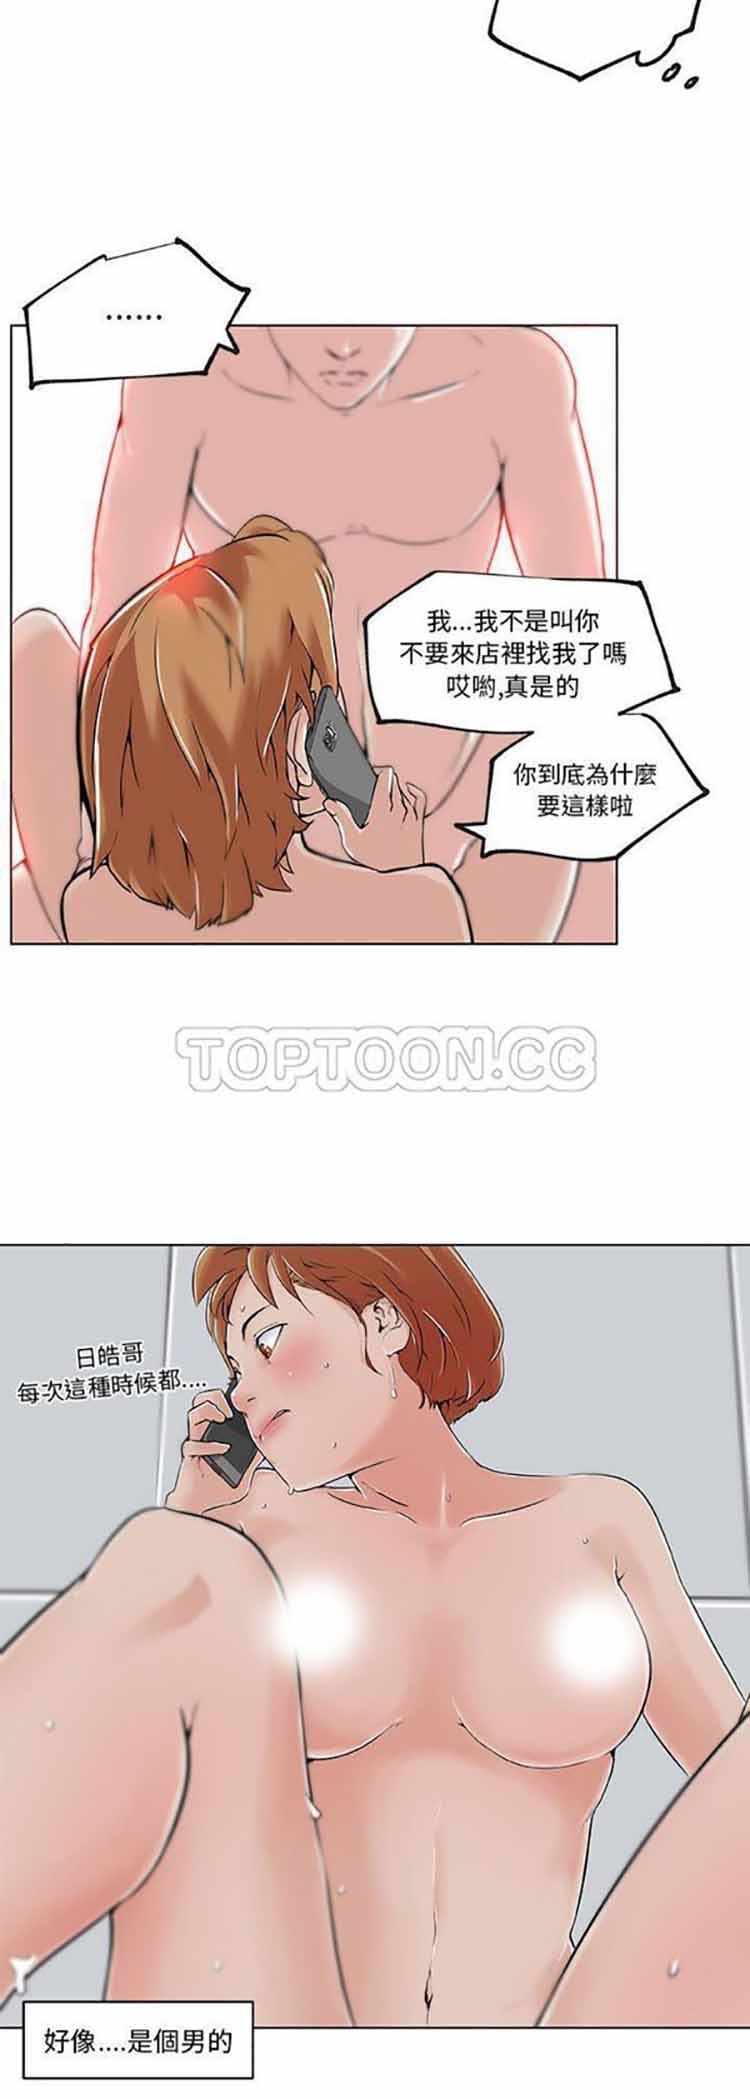 ......
我...我不是叫你
不要來店裡找我了嗎
哎喲,真是的
你到底為什麼
要這樣啦
TOPTOON.CC
日皓哥
每次這種時候都....
好像....是個男的